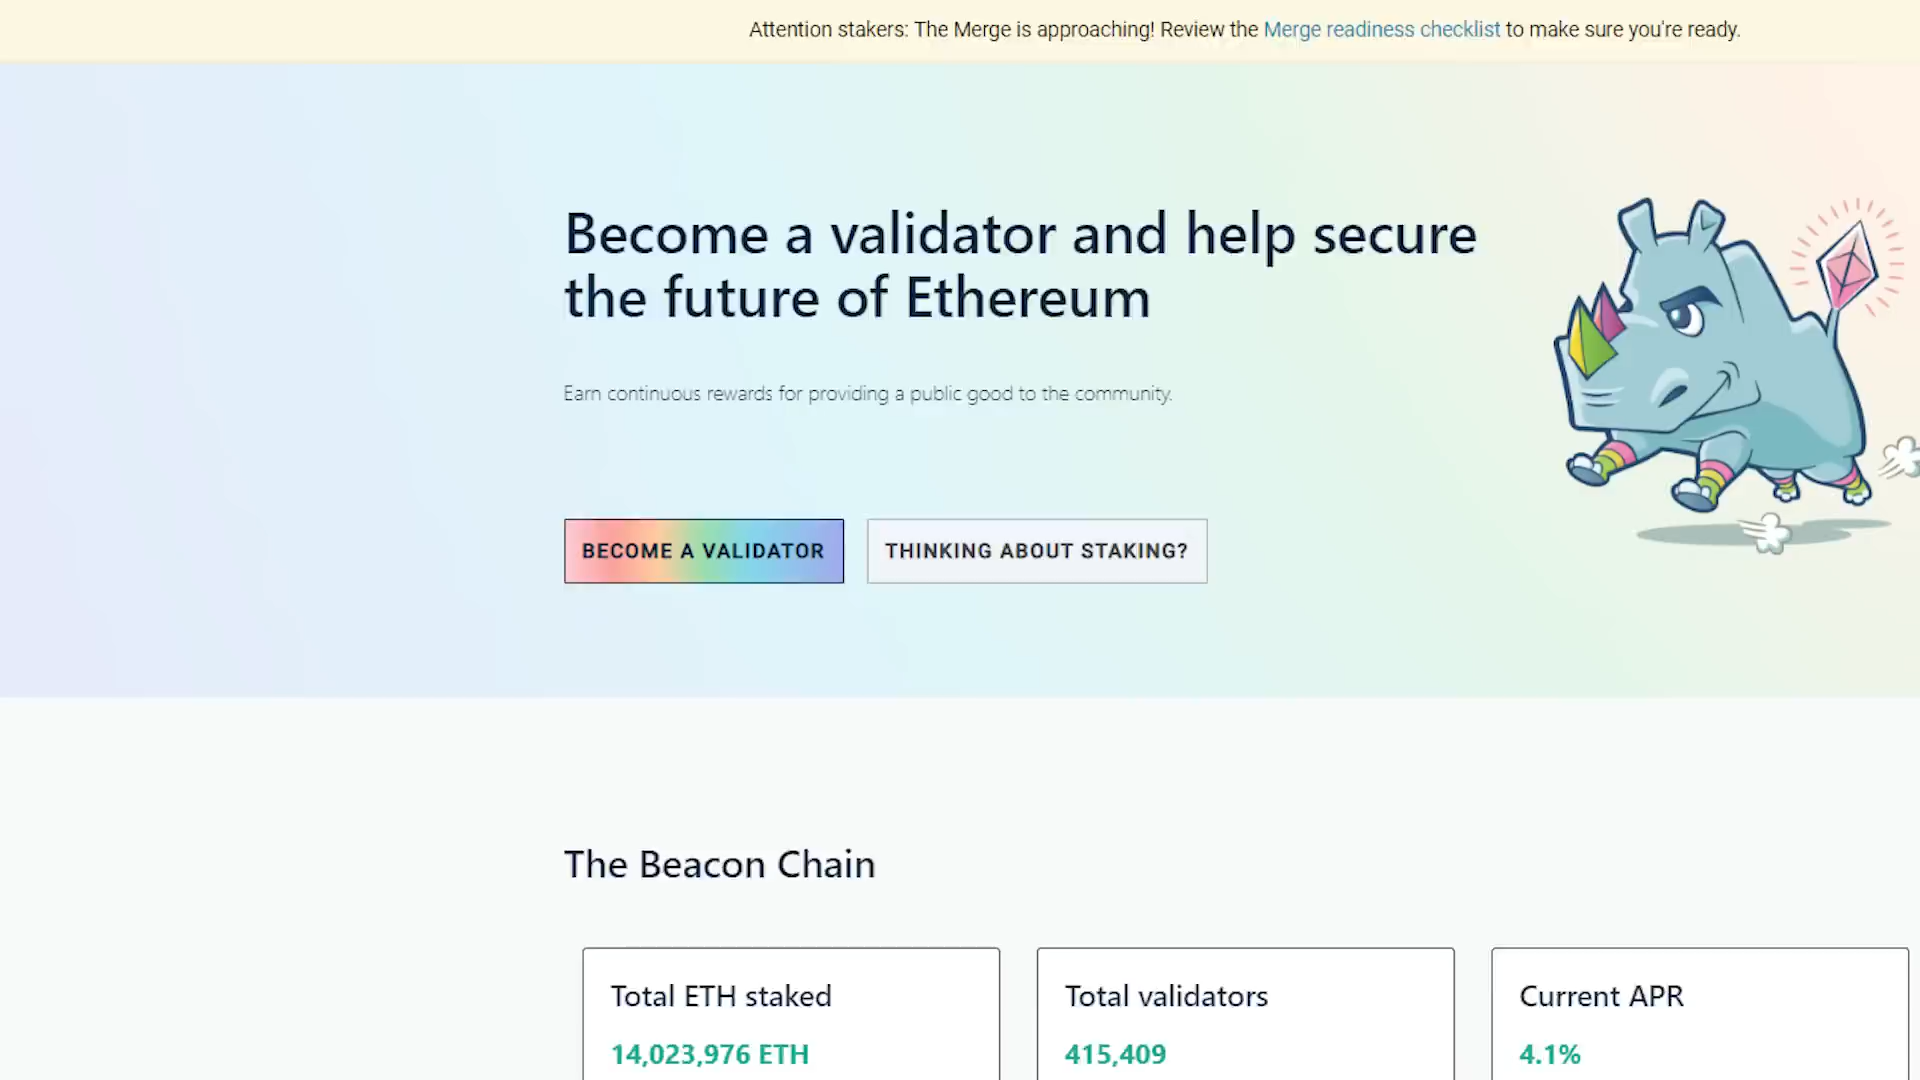 Attention stakers: The Merge is approaching! Review the Merge readiness checklist to make sure you're ready.
Become a validator and help secure
the future of Ethereum
Earn continuous rewards for providing a public good to the community.
BECOME A VALIDATOR
THINKING ABOUT STAKING?
The Beacon Chain
Total ETH staked
14,023,976 ETH
Total validators
415,409
Current APR
4.1%